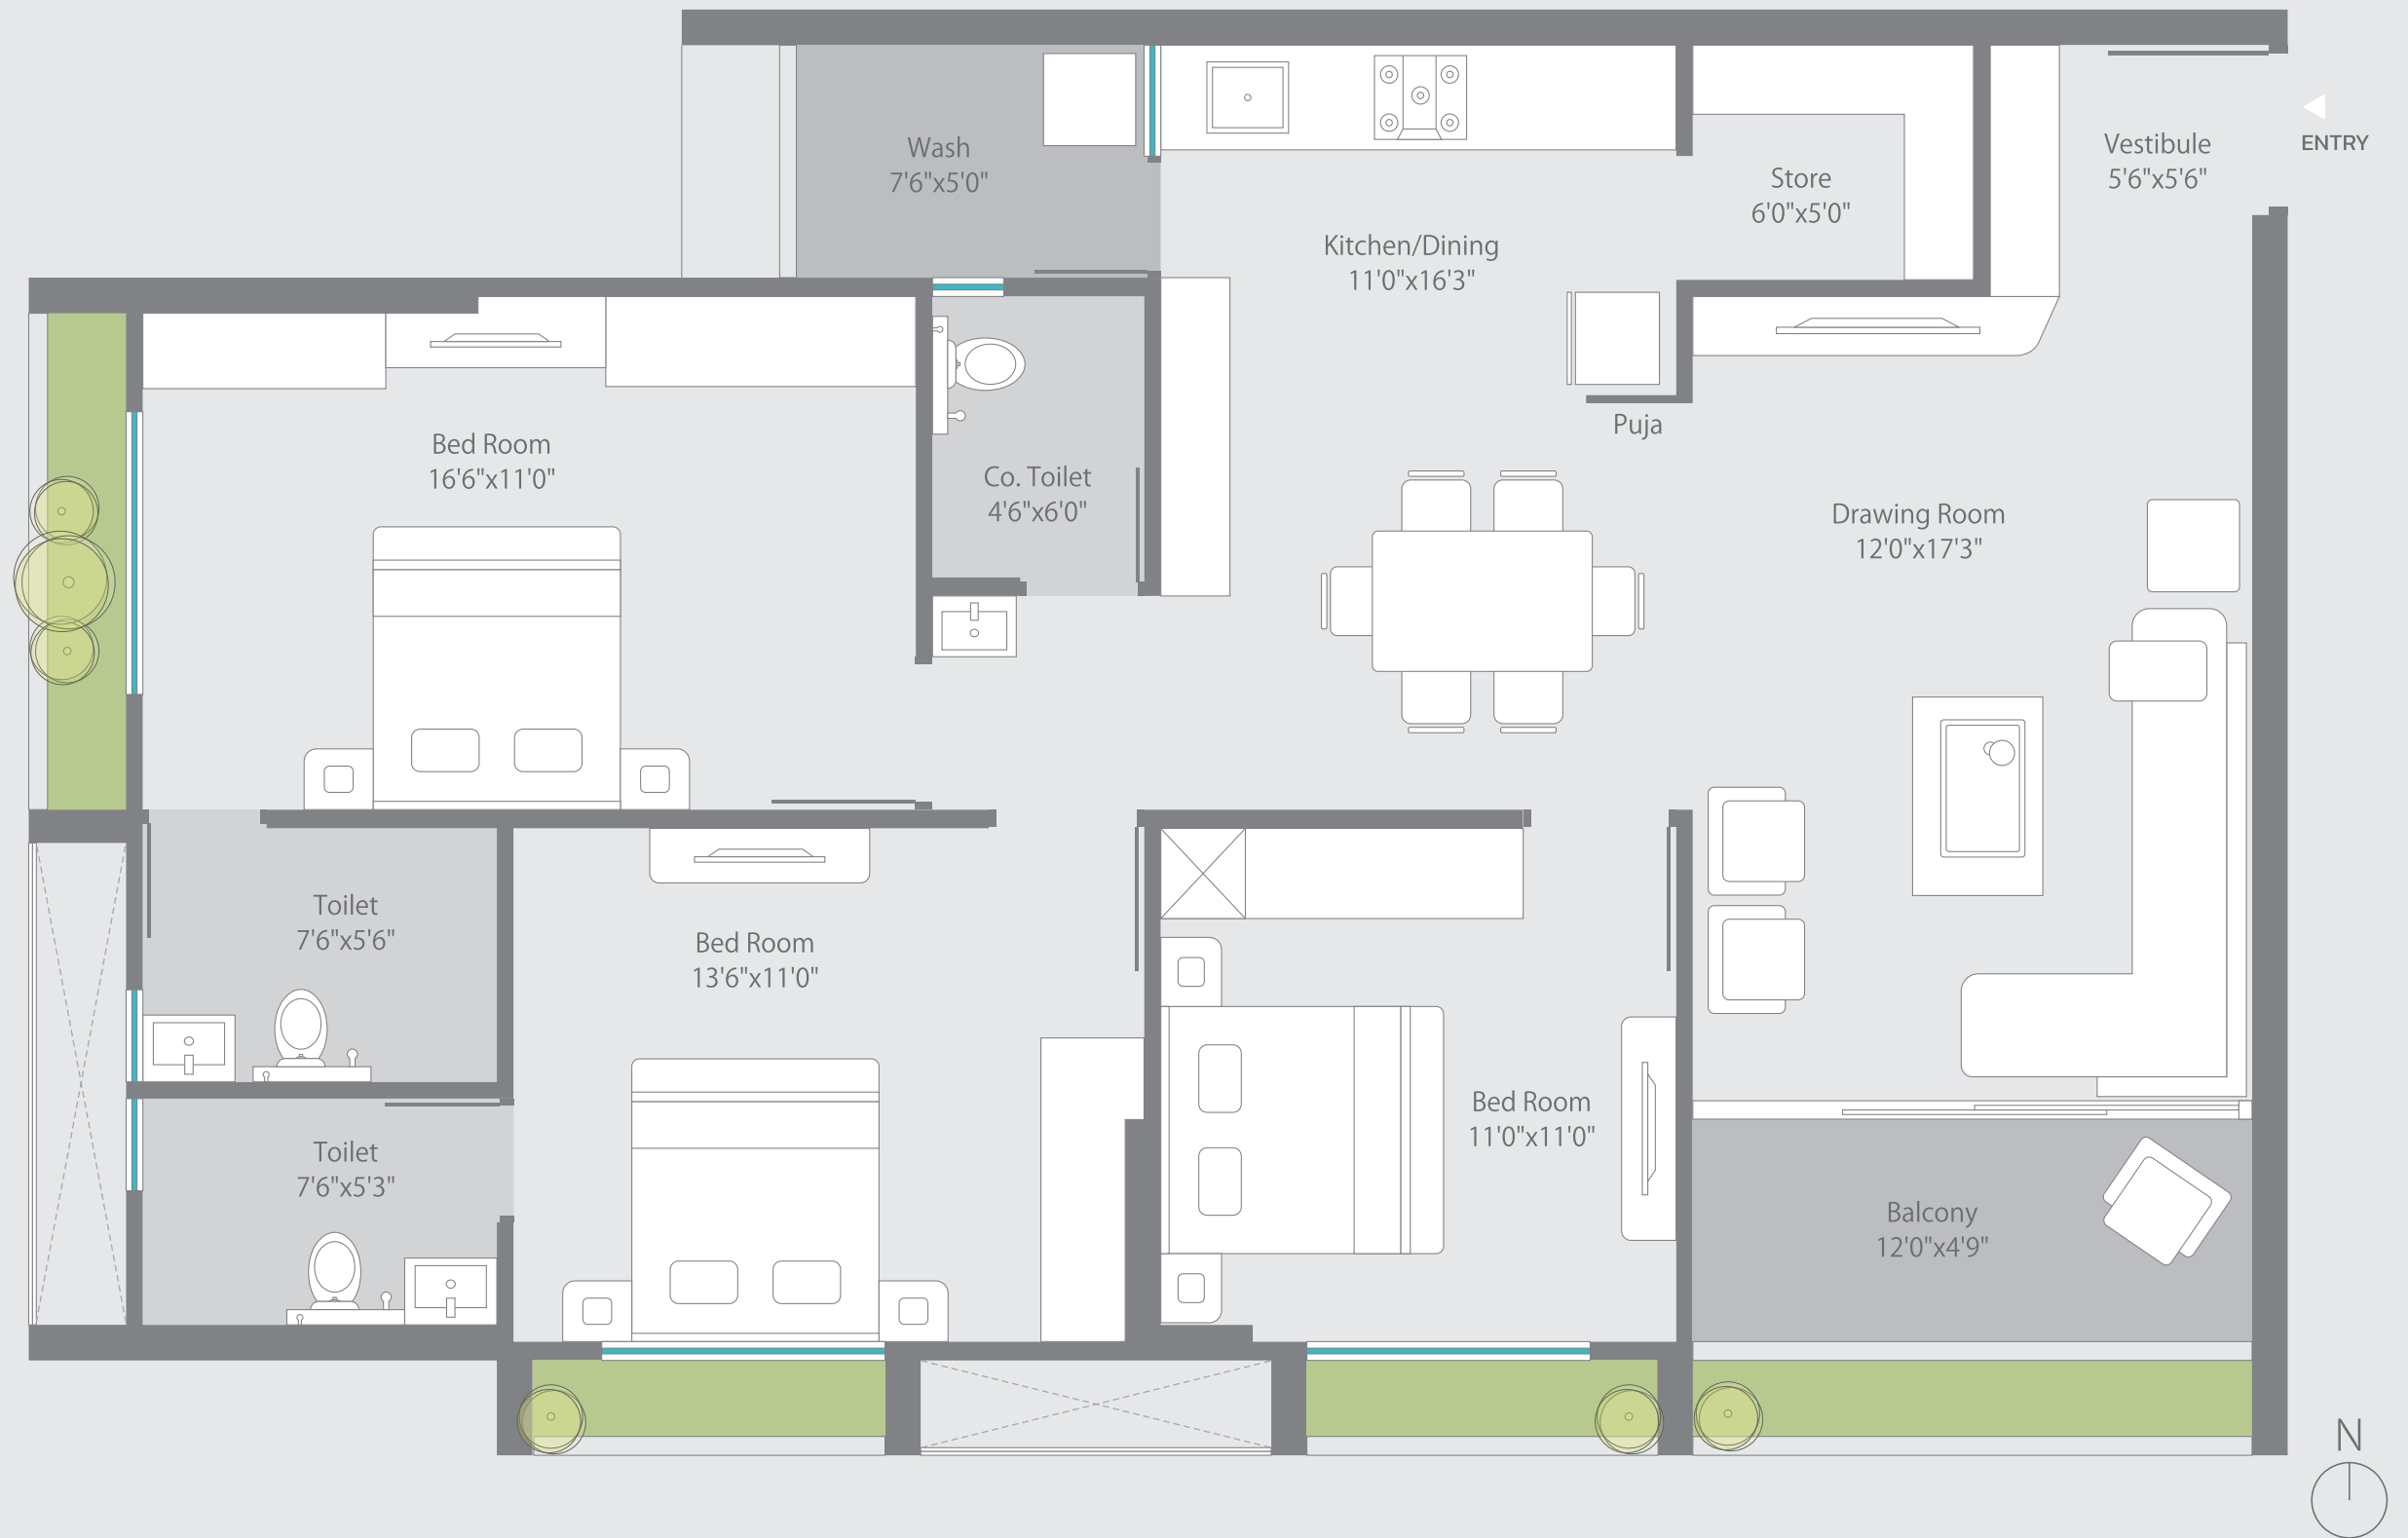 Wash
7'6"x5'0"
Vestibule
5'6"x5'6"
ENTRY
Store
6'0"x5'0"
Kitchen/Dining
11'0"x16'3"
Puja
Bed Room
16'6"x11'0"
Co. Toilet
4'6"x6'0"
Drawing Room
12'0"x17'3"
Toilet
7'6"x5'6"
Bed Room
13'6"x11'0"
Bed Room
11'0"x11'0"
Toilet
7'6"x5'3"
Balcony
12'0"x4'9"
N